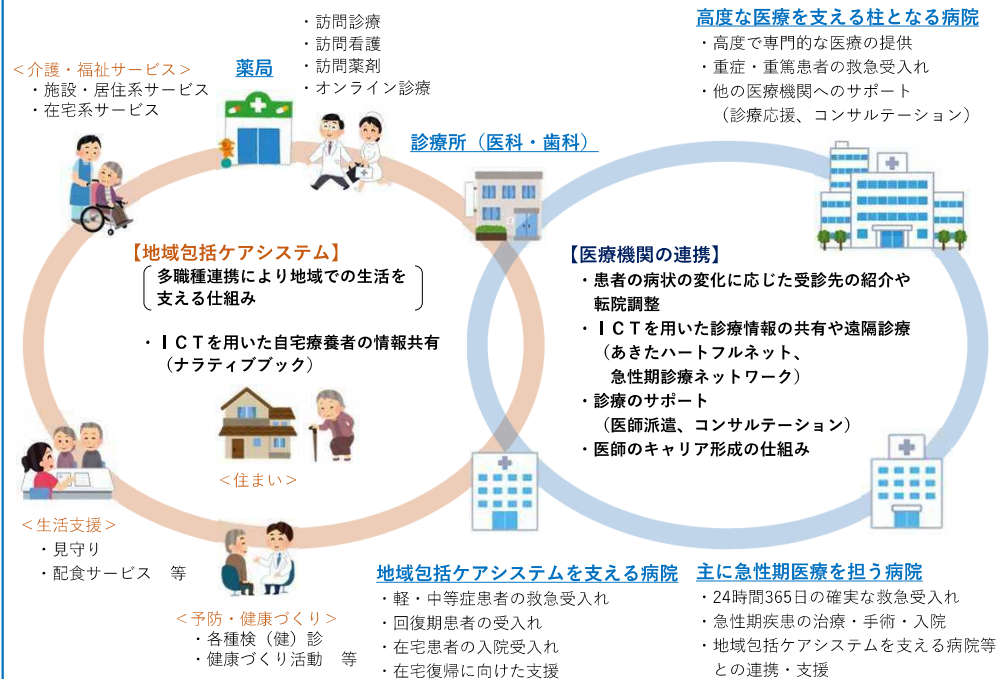 ・訪問診療
・訪問看護
・訪問薬剤
・オンライン診療
高度な医療を支える柱となる病院
・高度で専門的な医療の提供
・重症・重篤患者の救急受入れ
・他の医療機関へのサポート
（診療応援、コンサルテーション）
＜介護・福祉サービス＞
・施設・居住系サービス
・在宅系サービス
薬局
診療所（医科・歯科）
【地域包括ケアシステム】
多職種連携により地域での生活を
支える仕組み
・ＩＣＴを用いた自宅療養者の情報共有
（ナラティブブック）
【医療機関の連携】
・患者の病状の変化に応じた受診先の紹介や
転院調整
・ＩＣＴを用いた診療情報の共有や遠隔診療
（あきたハートフルネット、
急性期診療ネットワーク）
・診療のサポート
（医師派遣、コンサルテーション）
・医師のキャリア形成の仕組み
＜住まい＞
＜生活支援＞
・見守り
・配食サービス　等
＜予防・健康づくり＞
・各種検（健）診
・健康づくり活動　等
地域包括ケアシステムを支える病院
・軽・中等症患者の救急受入れ
・回復期患者の受入れ
・在宅患者の入院受入れ
・在宅復帰に向けた支援
主に急性期医療を担う病院
・24時間365日の確実な救急受入れ
・急性期疾患の治療・手術・入院
・地域包括ケアシステムを支える病院等
との連携・支援